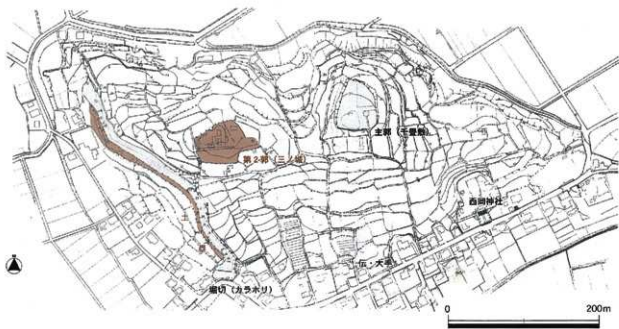 主郭（千畳敷）
第２郭（三ノ城）
西岡神社
伝・大手
堀切（カラホリ）
0
200m